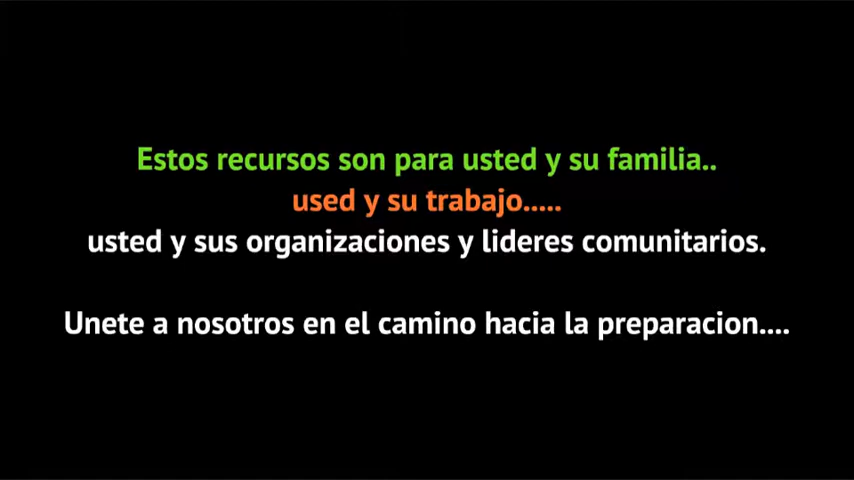 Estos recursos son para usted y su familia..
used y su trabajo.....
usted y sus organizaciones y lideres comunitarios.
Unete a nosotros en el camino hacia la preparacion....